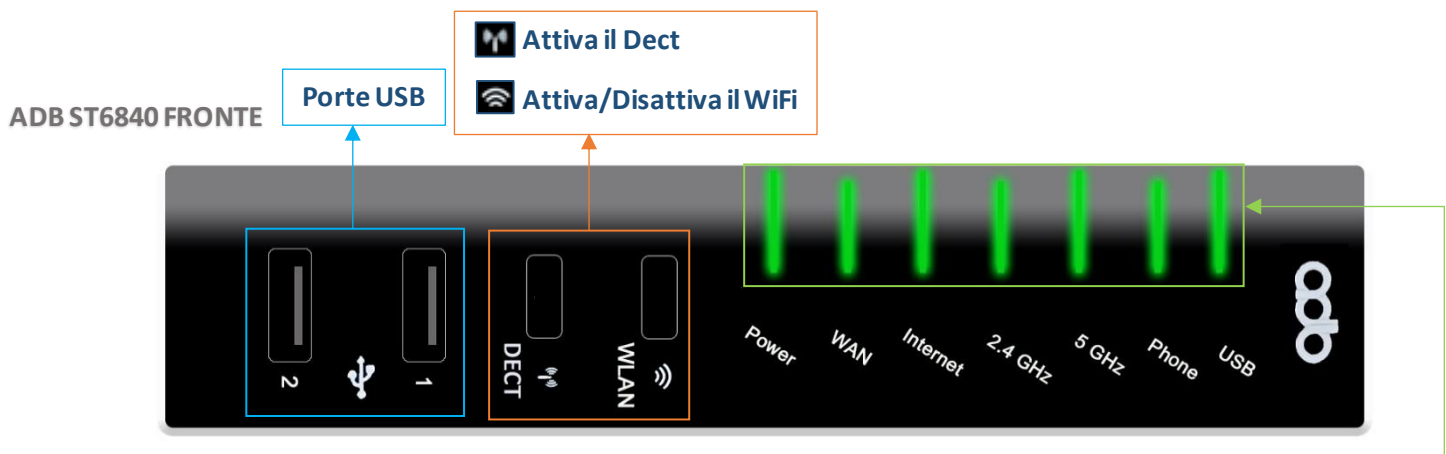 Attiva il Dect
Attiva/Disattiva il WiFi
Porte USB
ADB ST6840 FRONTE
2
1
DECT
WLAN
Power
WAN
Internet
2.4 GHz
5 GHz
Phone
USB
adb